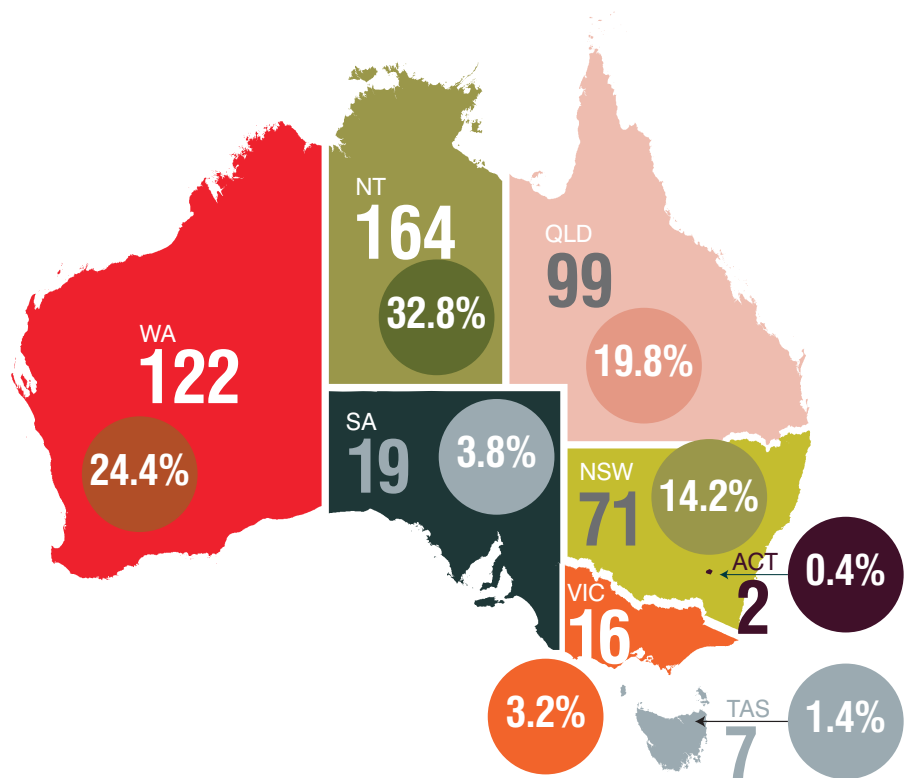 NT
164
32.8%
QLD
99
19.8%
WA
122
24.4%
SA
19
3.8%
NSW
71
14.2%
ACT
2
0.4%
VIC
16
3.2%
TAS
7
1.4%